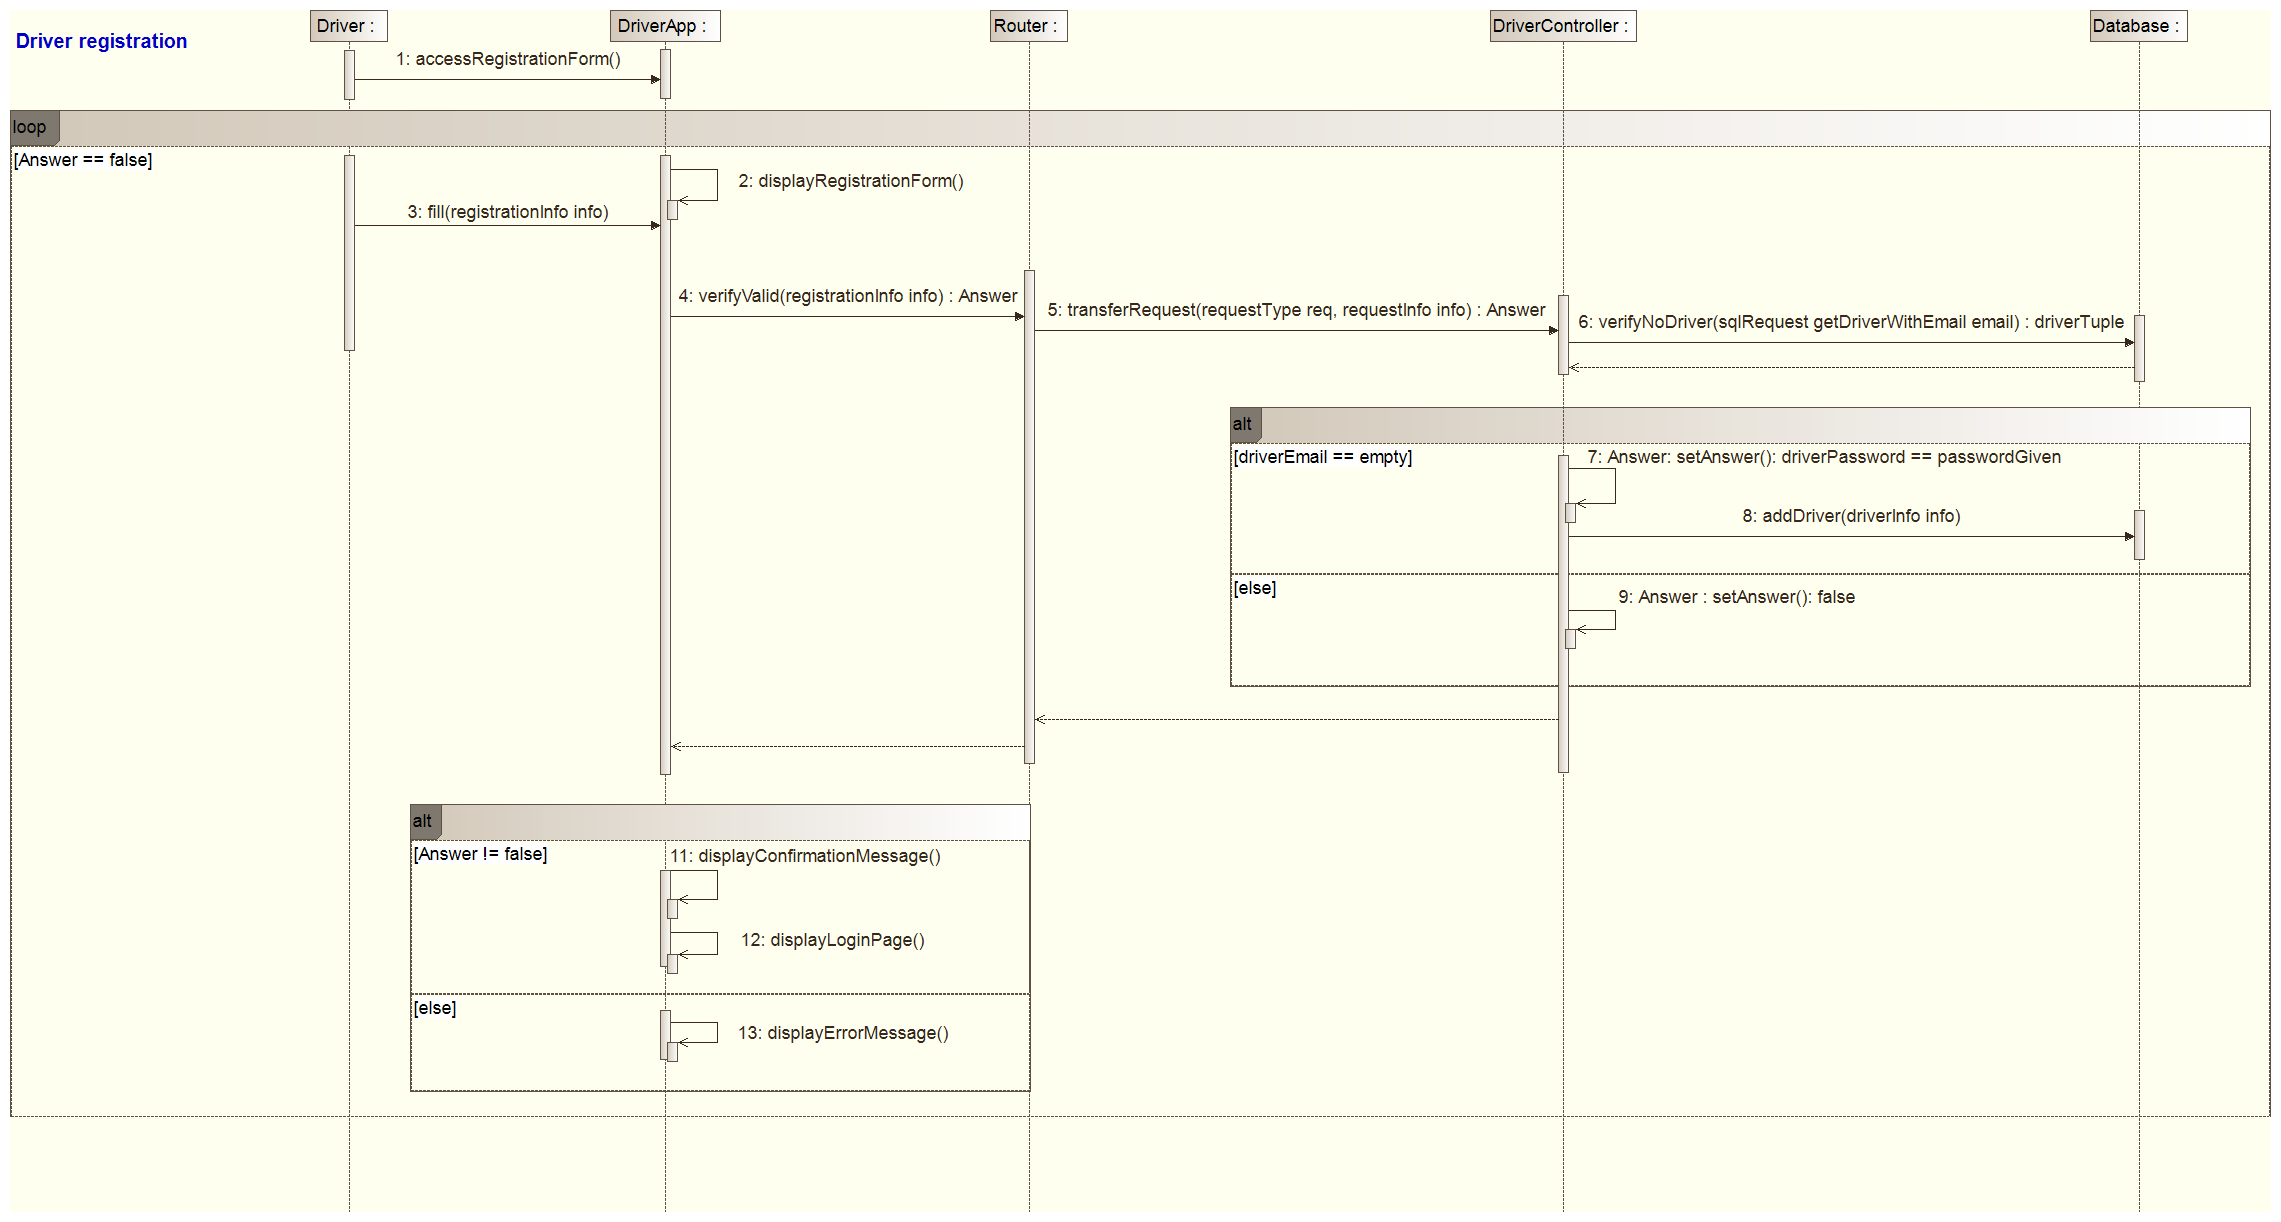 Driver :
DriverApp :
Router :
DriverController :
Database :
Driver registration
1: accessRegistrationForm()
loop
[Answer == false]
2: displayRegistrationForm()
3: fill(registrationInfo info)
4: verifyValid(registrationInfo info) : Answer
5: transferRequest(requestType req, requestInfo info) : Answer
6: verifyNoDriver(sqlRequest getDriverWithEmail email) : driverTuple
alt
[driverEmail == empty]
7: Answer: setAnswer(): driverPassword == passwordGiven
8: addDriver(driverInfo info)
[else]
9: Answer : setAnswer(): false
alt
[Answer != false]
11: displayConfirmationMessage()
12: displayLoginPage()
[else]
13: displayErrorMessage()